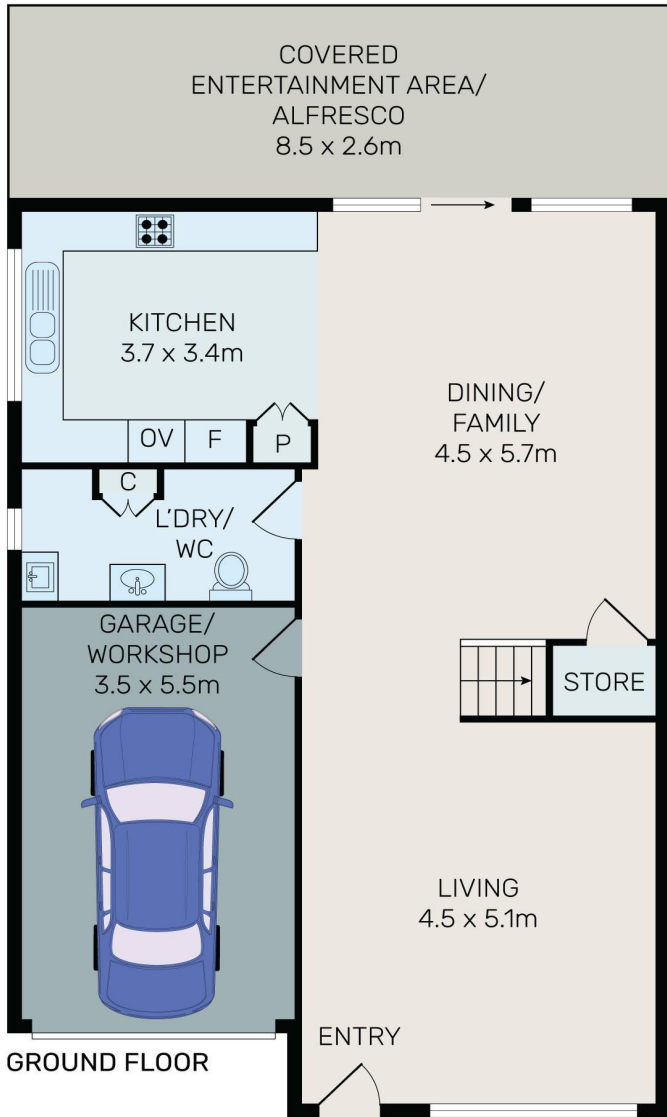 COVERED
ENTERTAINMENT AREA/
ALFRESCO
8.5 x 2.6m
KITCHEN
3.7 x 3.4m
DINING/
FAMILY
4.5 x 5.7m
OV
F
P
C
L'DRY/
WC
GARAGE/
WORKSHOP
3.5 x 5.5m
STORE
LIVING
4.5 x 5.1m
ENTRY
GROUND FLOOR